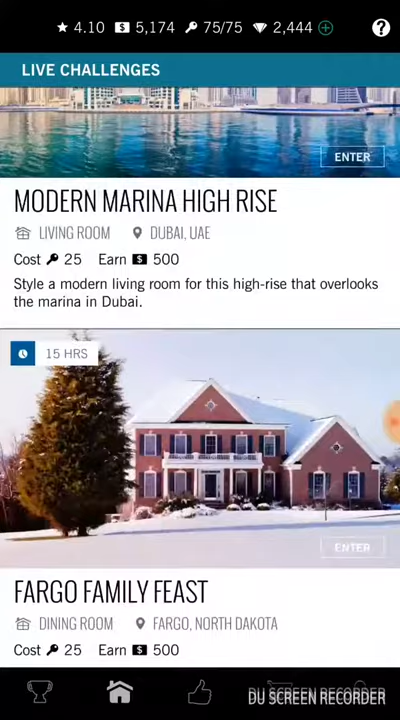 4.10 5,174 75/75 2,444
LIVE CHALLENGES
ENTER
MODERN MARINA HIGH RISE
LIVING ROOM DUBAI, UAE
Cost 25 Earn $ 500
Style a modern living room for this high-rise that overlooks
the marina in Dubai.
15 HRS
ENTER
FARGO FAMILY FEAST
DINING ROOM FARGO, NORTH DAKOTA
Cost 25 Earn $ 500
DU SCREEN RECORDER